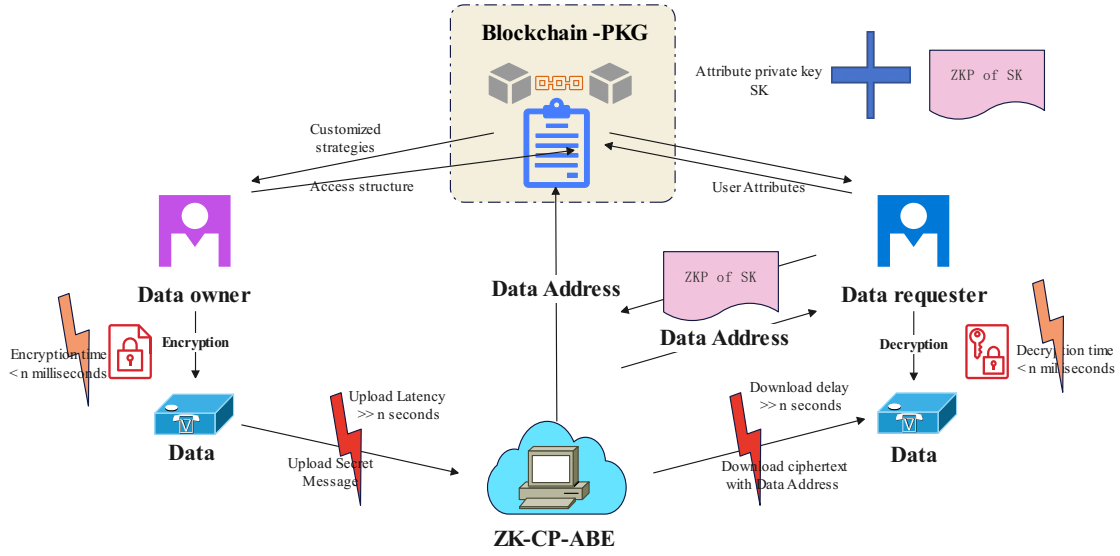 Blockchain -PKG
Attribute private key
SK
ZKP of SK
Customized
strategies
Access structure
User Attributes
ZKP of SK
Data Address
Data Address
Data owner
Data requester
Encryption time
< n milliseconds
Encryption
Decryption
Decryption time
< n milliseconds
Upload Latency
>> n seconds
Download delay
>> n seconds
Data
Data
Upload Secret
Message
Download ciphertext
with Data Address
ZK-CP-ABE